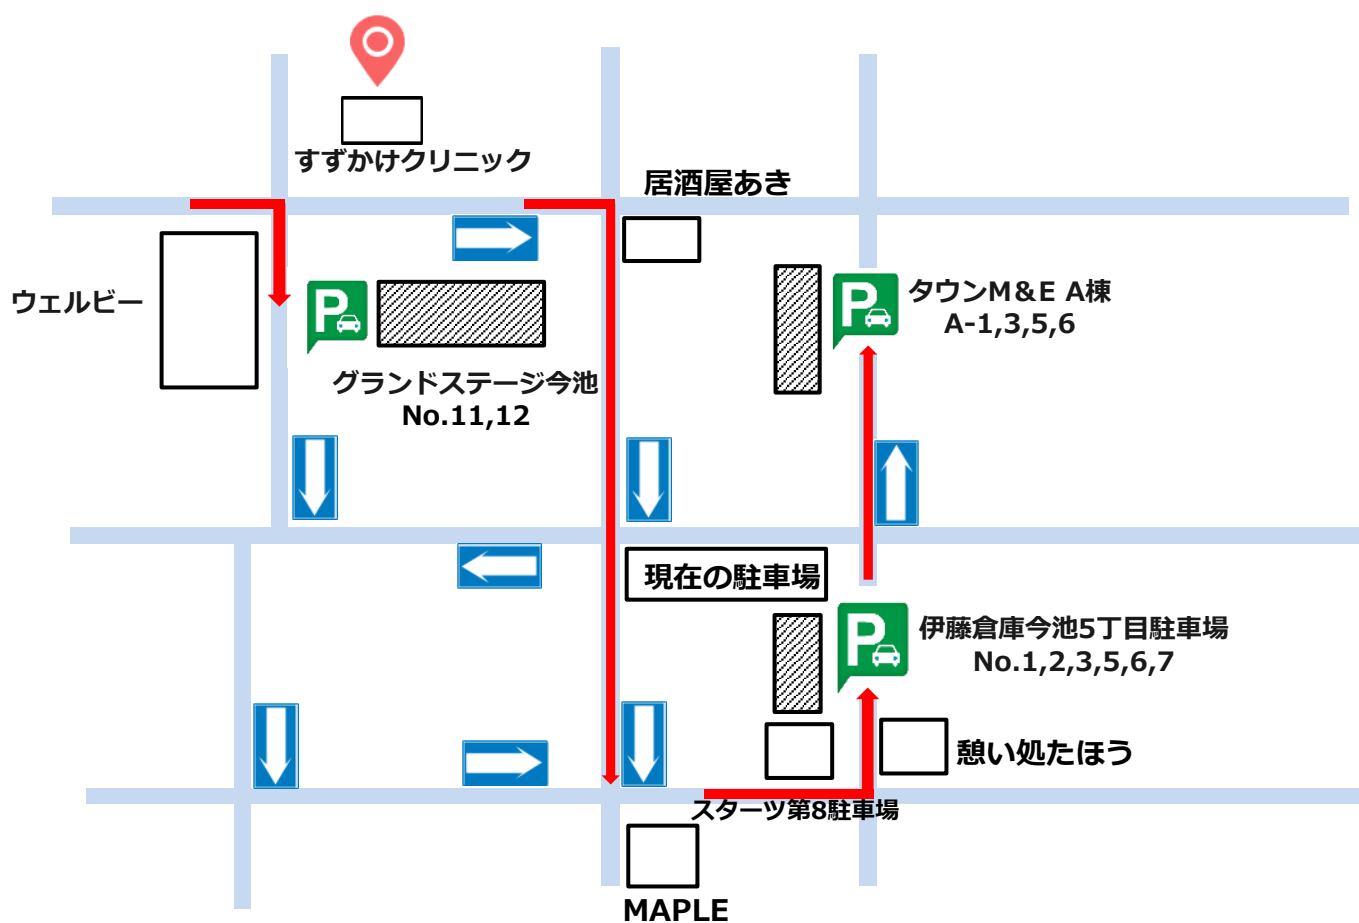 すずかけクリニック
居酒屋あき
ウェルビー
P
グランドステージ今池
No.11,12
P
タウンM&E A棟
A-1,3,5,6
現在の駐車場
P
伊藤倉庫今池5丁目駐車場
No.1,2,3,5,6,7
憩い処たほう
スターツ第8駐車場
MAPLE